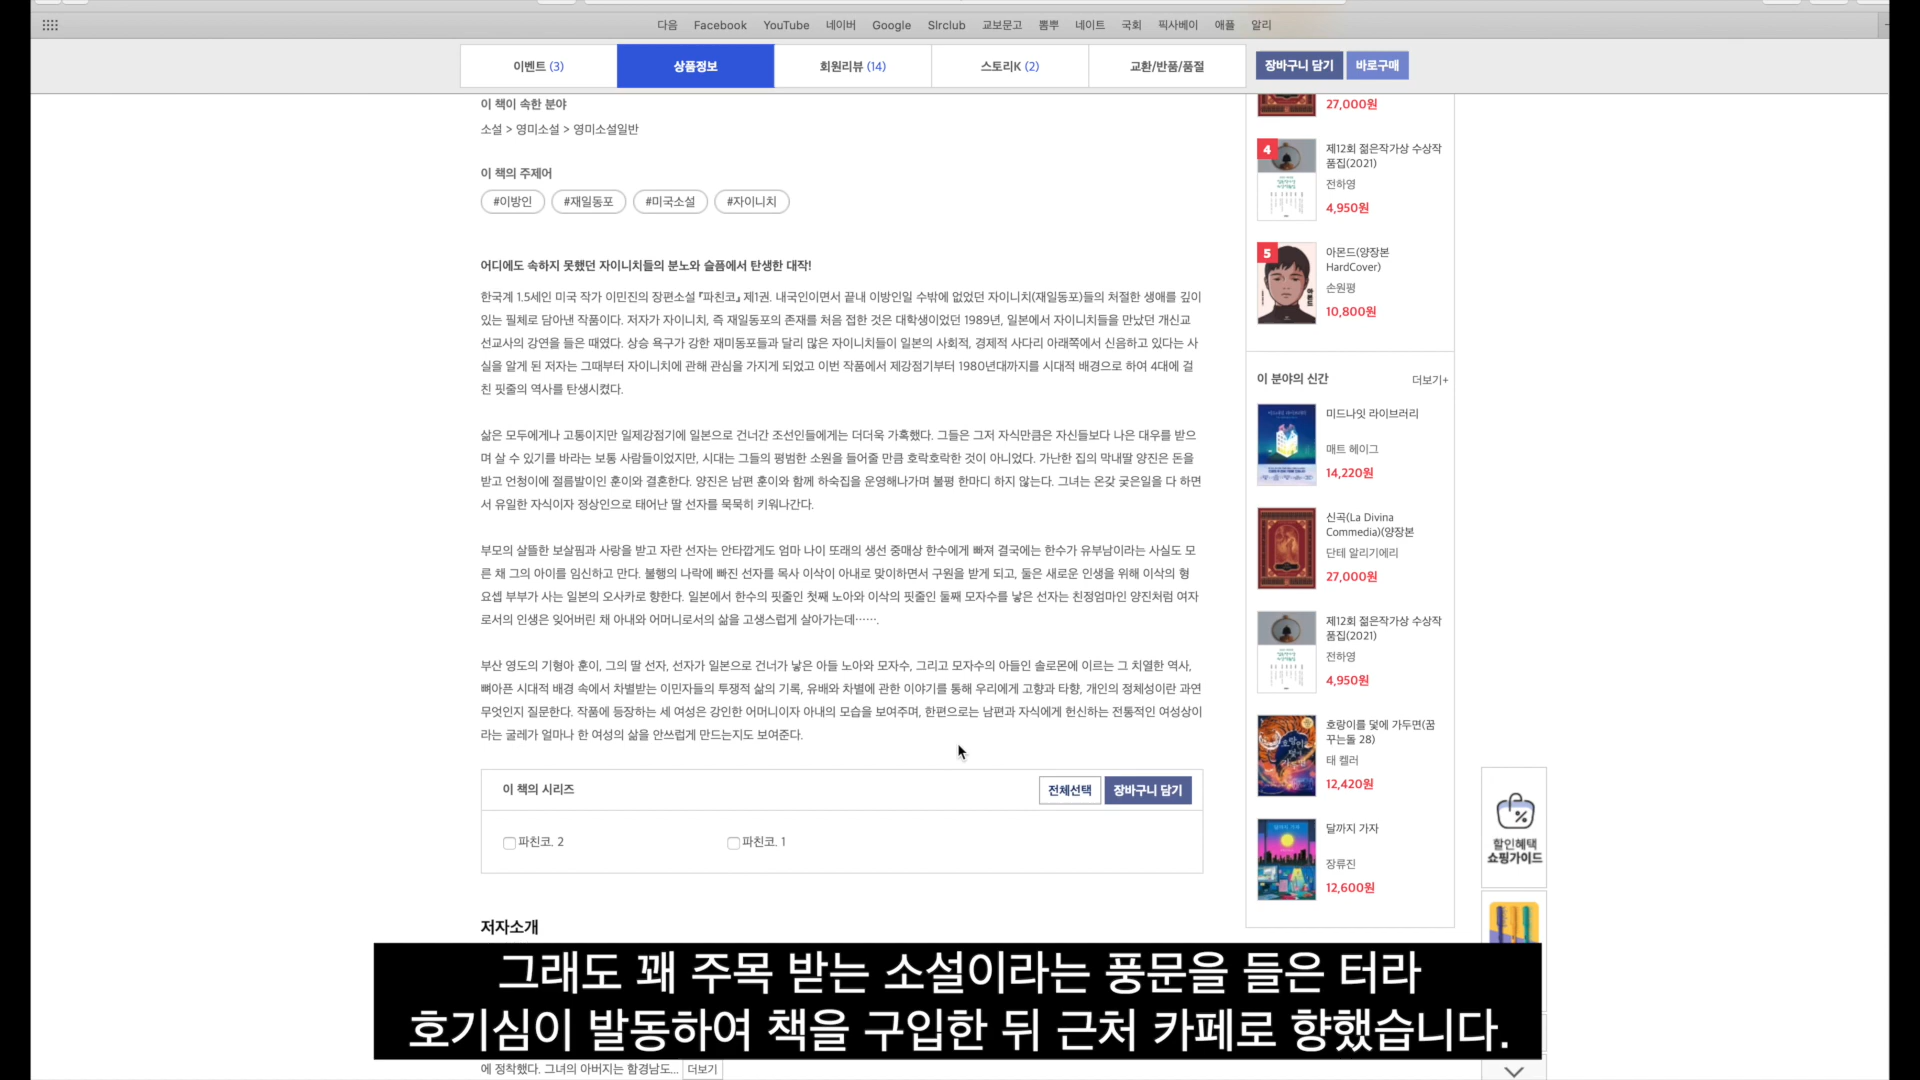 다음 Facebook YouTube 네이버 Google Slrclub 교보문고 뽐뿌 네이트 국회 픽사베이 애플 알리
이벤트 (3)
상품정보
회원리뷰 (14)
스토리K (2)
교환/반품/품절
장바구니 담기
바로구매
이 책이 속한 분야
소설 > 영미소설 > 영미소설일반
이 책의 주제어
#이방인 #재일동포 #미국소설 #자이니치
어디에도 속하지 못했던 자이니치들의 분노와 슬픔에서 탄생한 대작!
한국계 1.5세인 미국 작가 이민진의 장편소설 『파친코』 제1권. 내국인이면서 끝내 이방인일 수밖에 없었던 자이니치(재일동포)들의 처절한 생애를 깊이
있는 필체로 담아낸 작품이다. 저자가 자이니치, 즉 재일동포의 존재를 처음 접한 것은 대학생이었던 1989년, 일본에서 자이니치들을 만났던 개신교
선교사의 강연을 들은 때였다. 상승 욕구가 강한 재미동포들과 달리 많은 자이니치들이 일본의 사회적, 경제적 사다리 아래쪽에서 신음하고 있다는 사
실을 알게 된 저자는 그때부터 자이니치에 관해 관심을 가지게 되었고 이번 작품에서 제강점기부터 1980년대까지를 시대적 배경으로 하여 4대에 걸
친 핏줄의 역사를 탄생시켰다.
삶은 모두에게나 고통이지만 일제강점기에 일본으로 건너간 조선인들에게는 더더욱 가혹했다. 그들은 그저 자식만큼은 자신들보다 나은 대우를 받으
며 살 수 있기를 바라는 보통 사람들이었지만, 시대는 그들의 평범한 소원을 들어줄 만큼 호락호락한 것이 아니었다. 가난한 집의 막내딸 양진은 돈을
받고 언청이에 절름발이인 훈이와 결혼한다. 양진은 남편 훈이와 함께 하숙집을 운영해나가며 불평 한마디 하지 않는다. 그녀는 온갖 궂은일을 다 하면
서 유일한 자식이자 정상인으로 태어난 딸 선자를 묵묵히 키워나간다.
부모의 살뜰한 보살핌과 사랑을 받고 자란 선자는 안타깝게도 엄마 나이 또래의 생선 중매상 한수에게 빠져 결국에는 한수가 유부남이라는 사실도 모
른 채 그의 아이를 임신하고 만다. 불행의 나락에 빠진 선자를 목사 이삭이 아내로 맞이하면서 구원을 받게 되고, 둘은 새로운 인생을 위해 이삭의 형
요셉 부부가 사는 일본의 오사카로 향한다. 일본에서 한수의 핏줄인 첫째 노아와 이삭의 핏줄인 둘째 모자수를 낳은 선자는 친정엄마인 양진처럼 여자
로서의 인생은 잊어버린 채 아내와 어머니로서의 삶을 고생스럽게 살아가는데…….
부산 영도의 기형아 훈이, 그의 딸 선자, 선자가 일본으로 건너가 낳은 아들 노아와 모자수, 그리고 모자수의 아들인 솔로몬에 이르는 그 치열한 역사,
뼈아픈 시대적 배경 속에서 차별받는 이민자들의 투쟁적 삶의 기록, 유배와 차별에 관한 이야기를 통해 우리에게 고향과 타향, 개인의 정체성이란 과연
무엇인지 질문한다. 작품에 등장하는 세 여성은 강인한 어머니이자 아내의 모습을 보여주며, 한편으로는 남편과 자식에게 헌신하는 전통적인 여성상이
라는 굴레가 얼마나 한 여성의 삶을 안쓰럽게 만드는지도 보여준다.
이 책의 시리즈
전체선택
장바구니 담기
파친코. 2
파친코. 1
저자소개
에 정착했다. 그녀의 아버지는 함경남도... 더보기
27,000원
4
제12회 젊은작가상 수상작
품집(2021)
전하영
4,950원
5
아몬드(양장본
HardCover)
손원평
10,800원
아몬드
이 분야의 신간
더보기+
미드나잇 라이브러리
매트 헤이그
14,220원
신곡(La Divina
Commedia)(양장본
단테 알리기에리
27,000원
제12회 젊은작가상 수상작
품집(2021)
전하영
4,950원
호랑이를 덫에 가두면(꿈
꾸는돌 28)
태 켈러
12,420원
달까지 가자
장류진
12,600원
할인혜택
쇼핑가이드
그래도 꽤 주목 받는 소설이라는 풍문을 들은 터라
호기심이 발동하여 책을 구입한 뒤 근처 카페로 향했습니다.